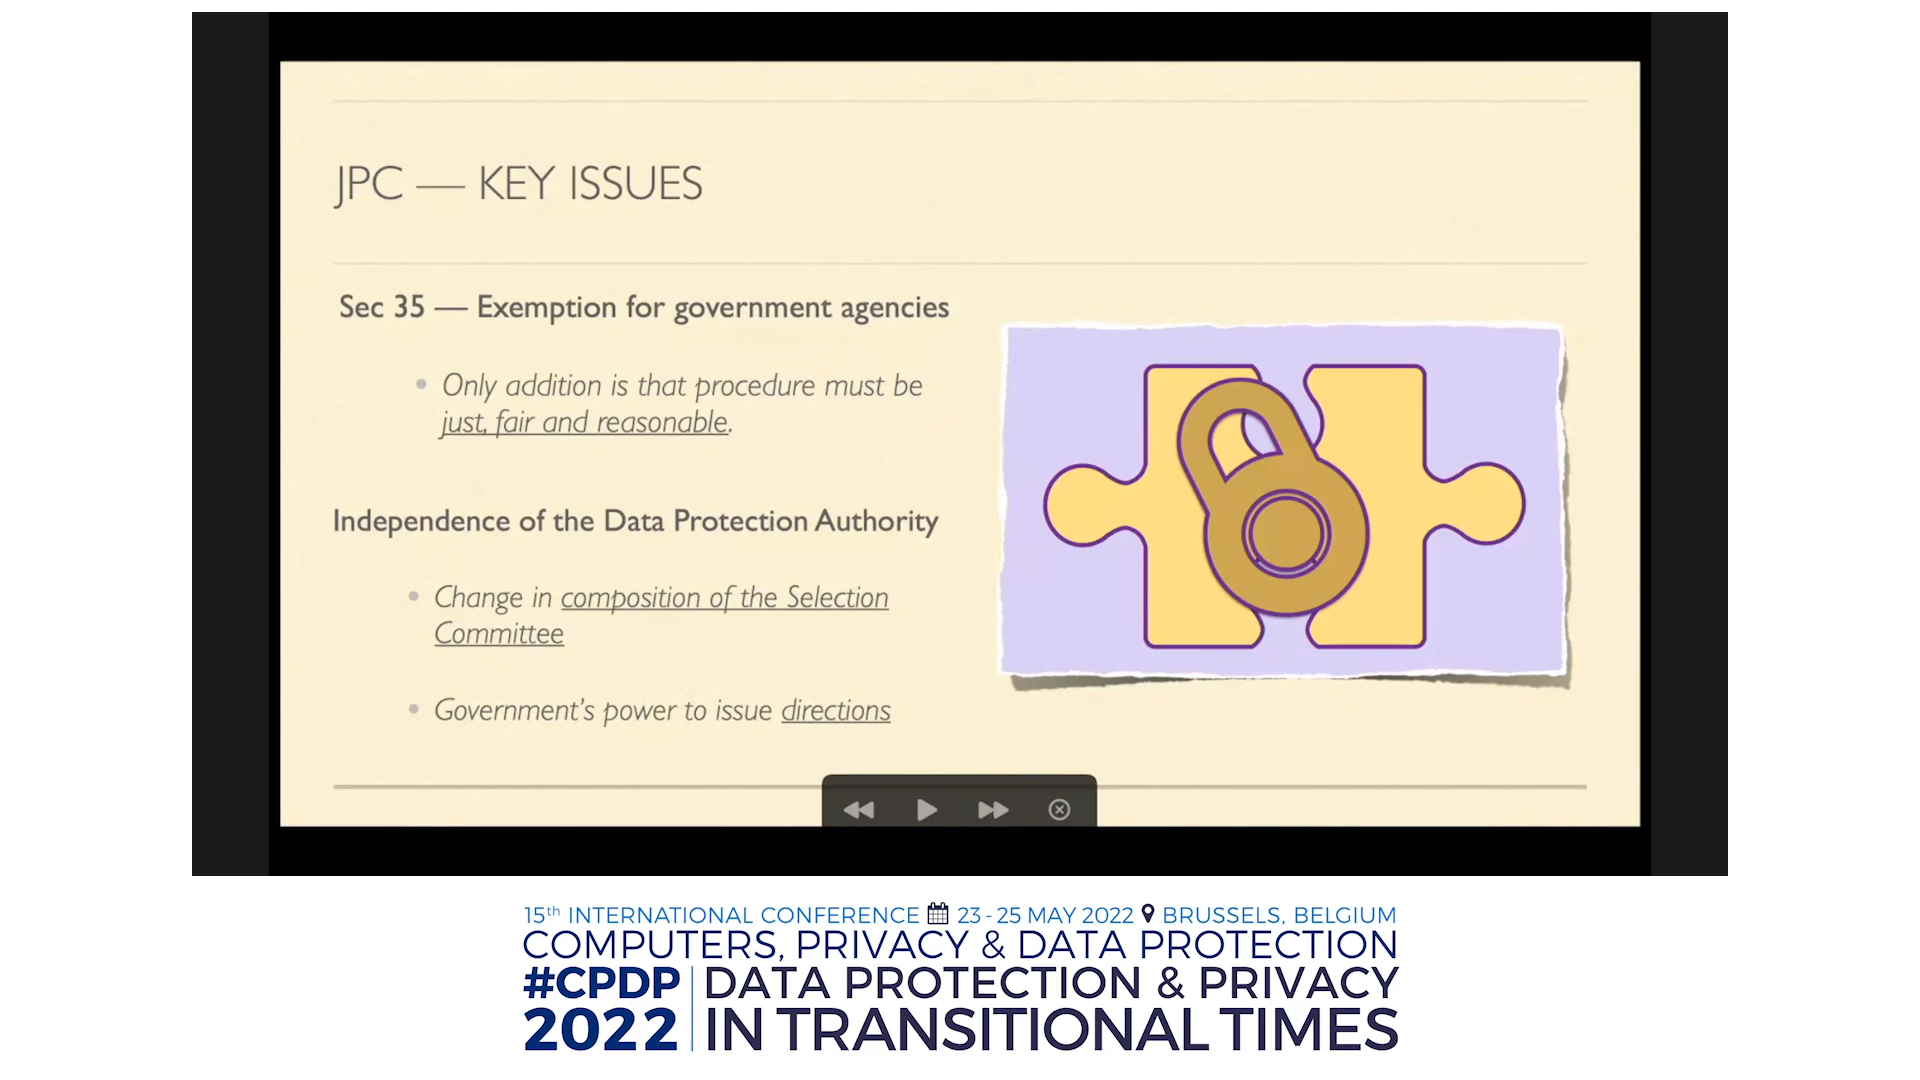 JPC — KEY ISSUES
Sec 35 — Exemption for government agencies
• Only addition is that procedure must be
just, fair and reasonable.
Independence of the Data Protection Authority
• Change in composition of the Selection
Committee
• Government's power to issue directions
15th INTERNATIONAL CONFERENCE 23 - 25 MAY 2022 BRUSSELS, BELGIUM
COMPUTERS, PRIVACY & DATA PROTECTION
#CPDP DATA PROTECTION & PRIVACY
2022 IN TRANSITIONAL TIMES